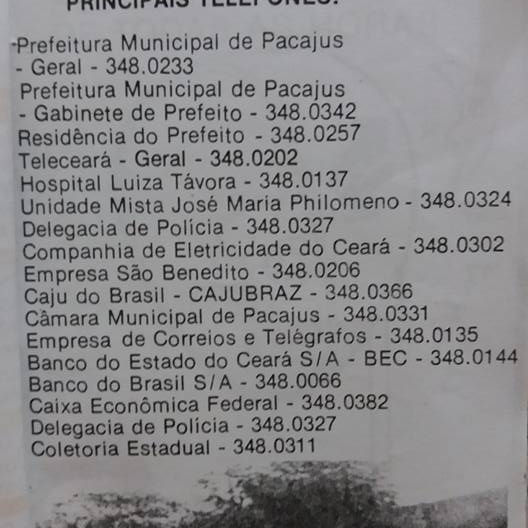 PRINCIPAIS TELEFONES:
-Prefeitura Municipal de Pacajus
- Geral - 348.0233
Prefeitura Municipal de Pacajus
- Gabinete de Prefeito - 348.0342
Residência do Prefeito - 348.0257
Teleceará - Geral - 348.0202
Hospital Luiza Távora - 348.0137
Unidade Mista José Maria Philomeno - 348.0324
Delegacia de Polícia - 348.0327
Companhia de Eletricidade do Ceará - 348.0302
Empresa São Benedito - 348.0206
Caju do Brasil - CAJUBRAZ - 348.0366
Câmara Municipal de Pacajus - 348.0331
Empresa de Correios e Telégrafos - 348.0135
Banco do Estado do Ceará S/A - BEC - 348.0144
Banco do Brasil S/A - 348.0066
Caixa Econômica Federal - 348.0382
Delegacia de Polícia - 348.0327
Coletoria Estadual - 348.0311